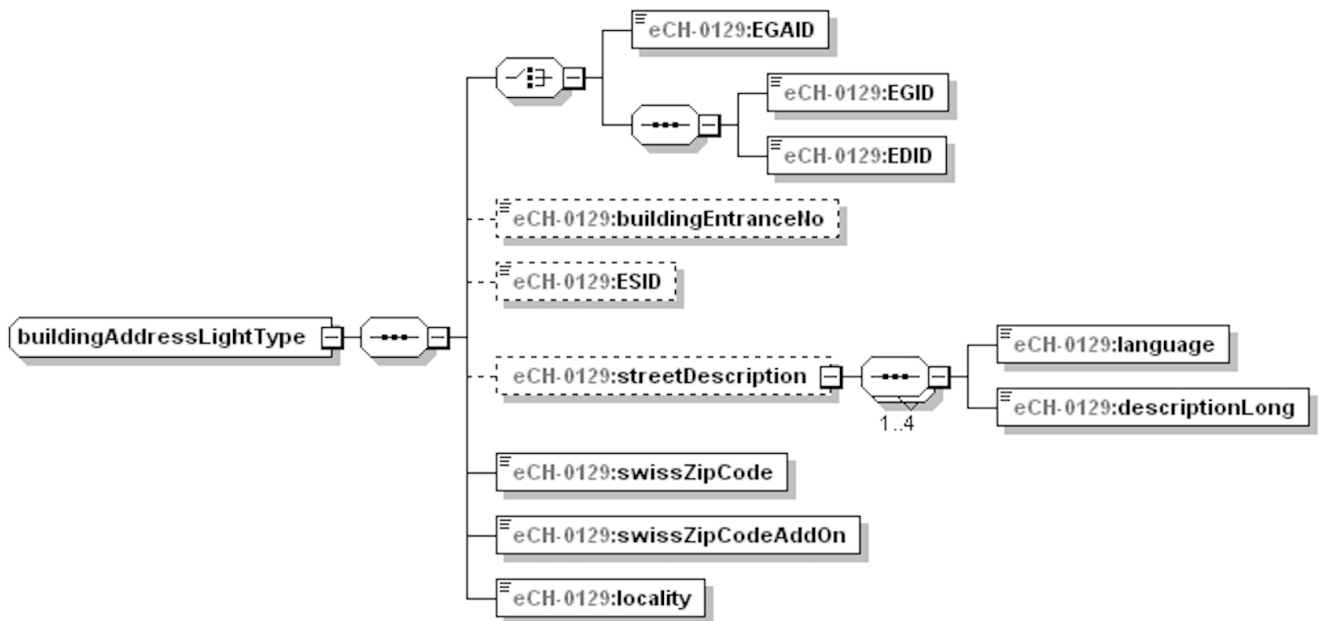 eCH-0129:EGAID
eCH-0129:EGID
eCH-0129:EDID
eCH-0129:buildingEntranceNo
eCH-0129:ESID
buildingAddressLightType
eCH-0129:streetDescription
eCH-0129:language
eCH-0129:descriptionLong
1..4
eCH-0129:swissZipCode
eCH-0129:swissZipCodeAddOn
eCH-0129:locality